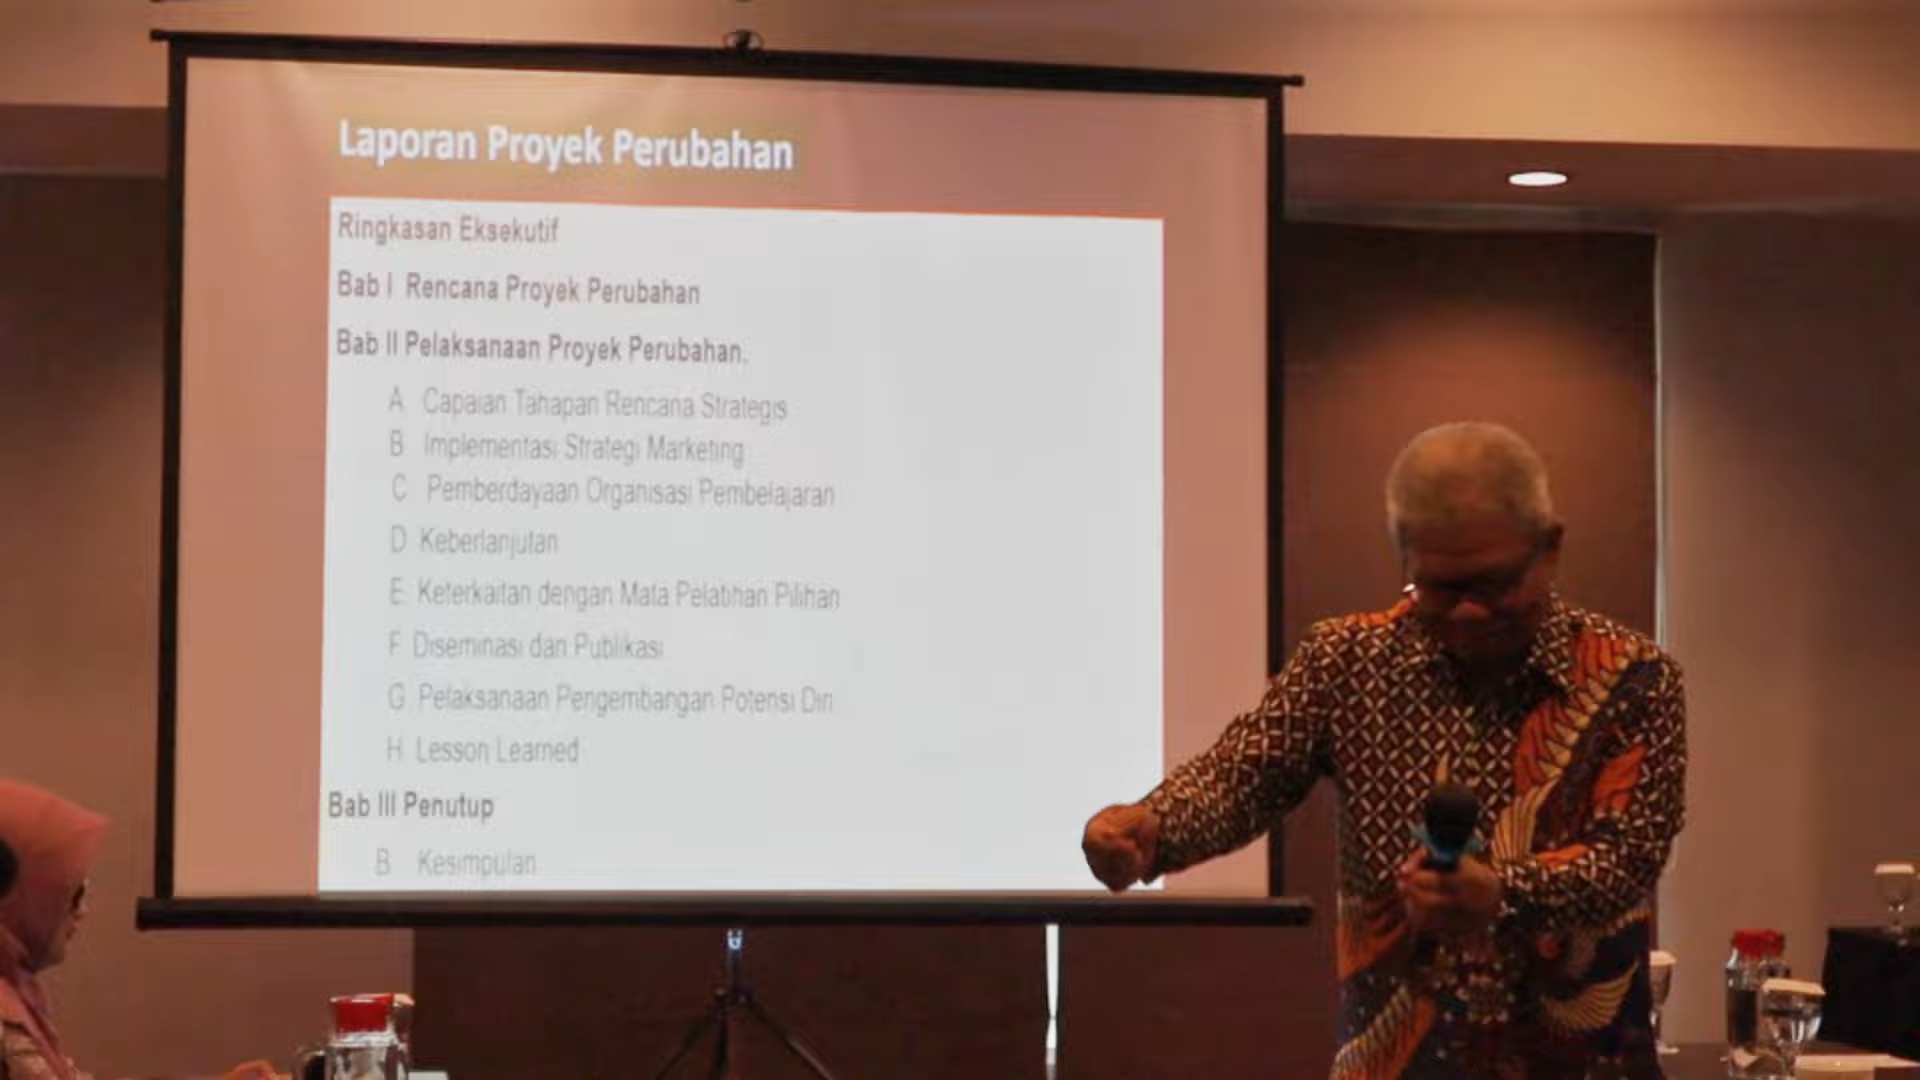 Laporan Proyek Perubahan
Ringkasan Eksekutif
Bab I Rencana Proyek Perubahan
Bab II Pelaksanaan Proyek Perubahan.
A Capaian Tahapan Rencana Strategis
B Implementasi Strategi Marketing
C Pemberdayaan Organisasi Pembelajaran
D Keberlanjutan
E Keterkaitan dengan Mata Pelatihan Pilihan
F Diseminasi dan Publikasi
G Pelaksanaan Pengembangan Potensi Diri
H Lesson Learned
Bab III Penutup
B Kesimpulan